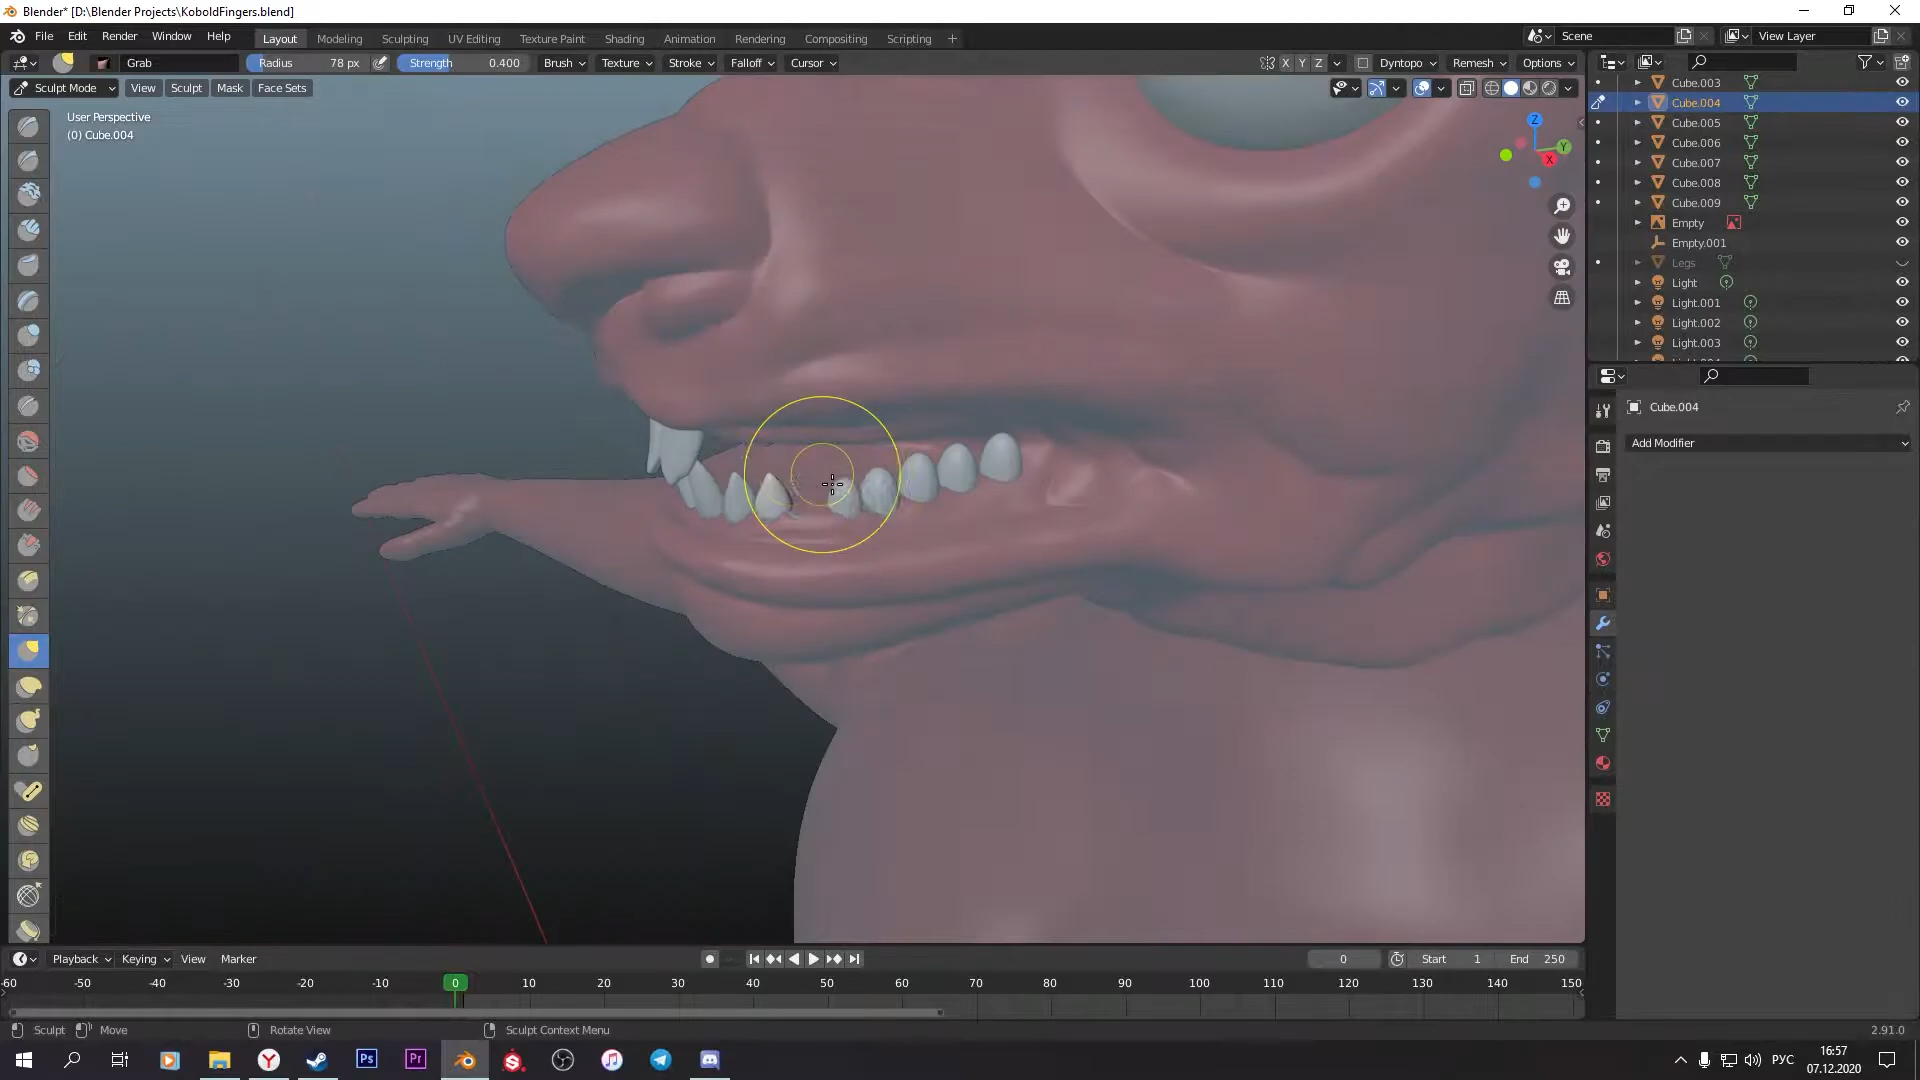 Blender* [D:\Blender Projects\KoboldFingers.blend]
File Edit Render Window Help Layout Modeling Sculpting UV Editing Texture Paint Shading Animation Rendering Compositing Scripting + Scene View Layer
Grab Radius 78 px Strength 0.400 Brush Texture Stroke Falloff Cursor X Y Z Dyntopo Remesh Options
Sculpt Mode View Sculpt Mask Face Sets
User Perspective
(0) Cube.004
Z
Y
X
Cube.003
Cube.004
Cube.005
Cube.006
Cube.007
Cube.008
Cube.009
Empty
Empty.001
Legs
Light
Light.001
Light.002
Light.003
Cube.004
Add Modifier
Playback Keying View Marker 0 Start 1 End 250
-60 -50 -40 -30 -20 -10 0 10 20 30 40 50 60 70 80 90 100 110 120 130 140 150
Sculpt Move Rotate View Sculpt Context Menu 2.91.0
Ps Pr РУС 16:57
07.12.2020